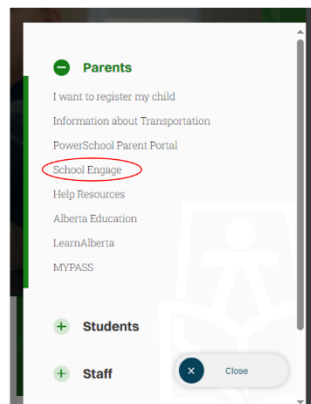 Parents
I want to register my child
Information about Transportation
PowerSchool Parent Portal
School Engage
Help Resources
Alberta Education
LearnAlberta
MYPASS
Students
Staff
Close